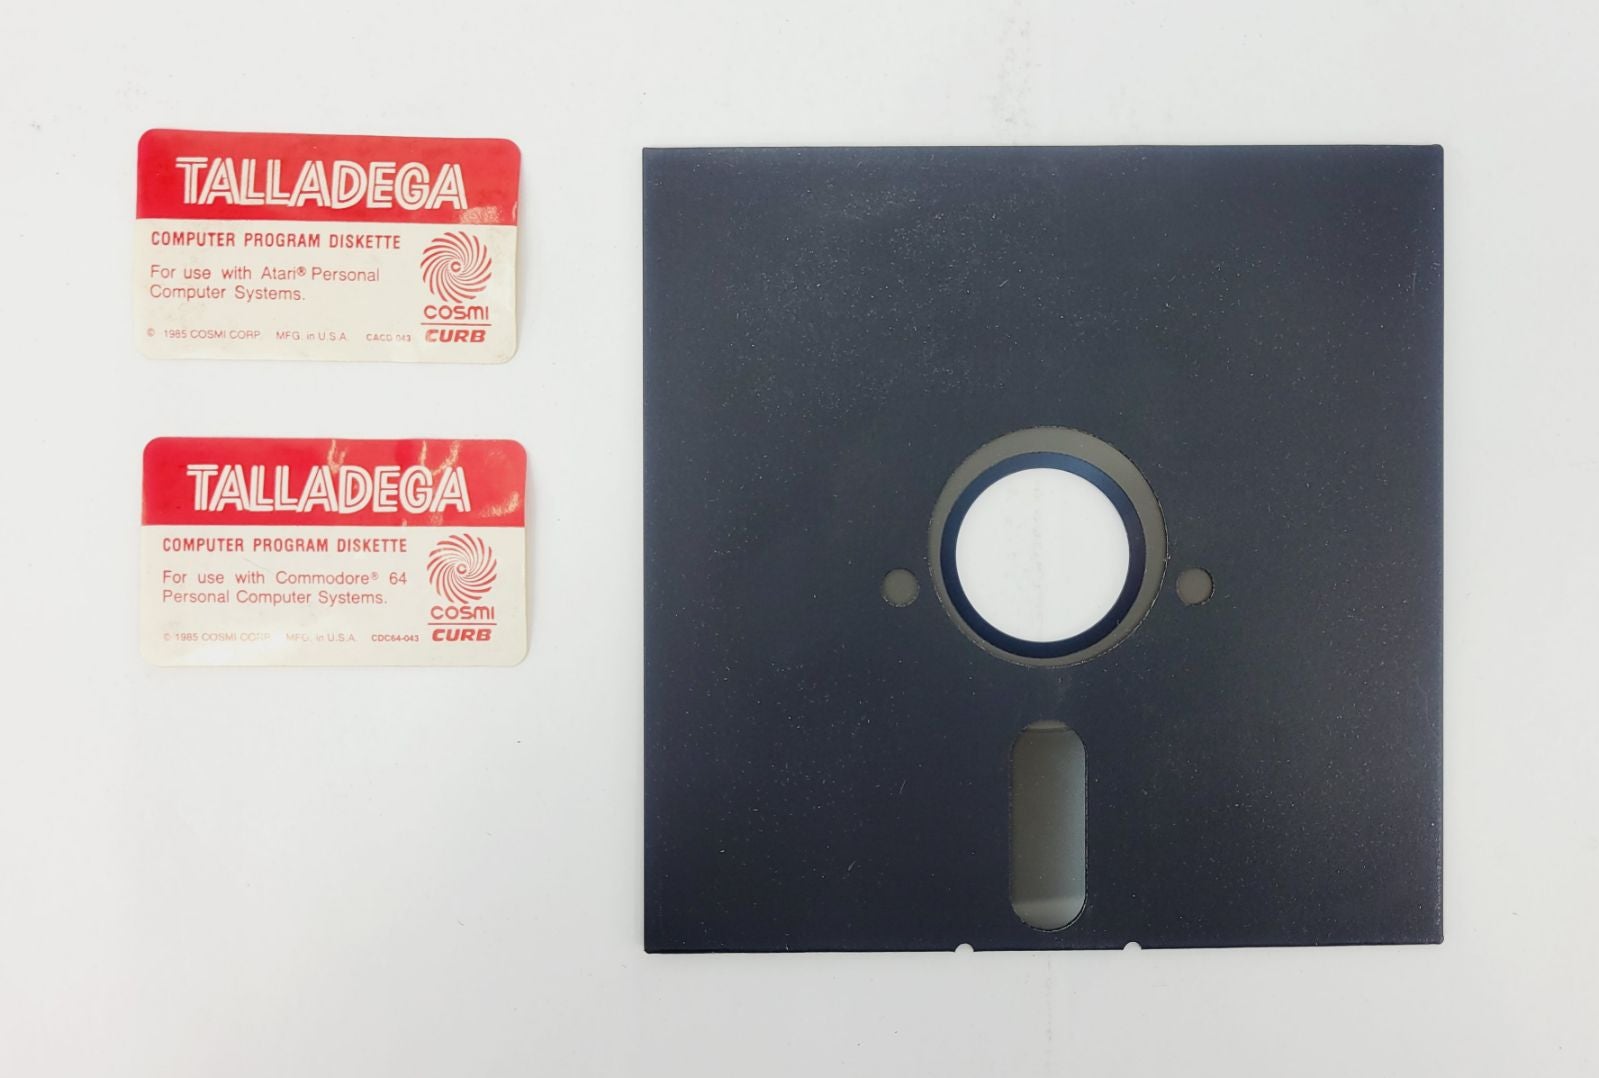 TALLADEGA
COMPUTER PROGRAM DISKETTE
For use with Atari® Personal
Computer Systems.
COSMI
CURB
© 1985 COSMI CORP. MFG. in U.S.A. CACD 043
TALLADEGA
COMPUTER PROGRAM DISKETTE
For use with Commodore® 64
Personal Computer Systems.
COSMI
CURB
© 1985 COSMI CORP. MFG. in U.S.A. CDC64-043